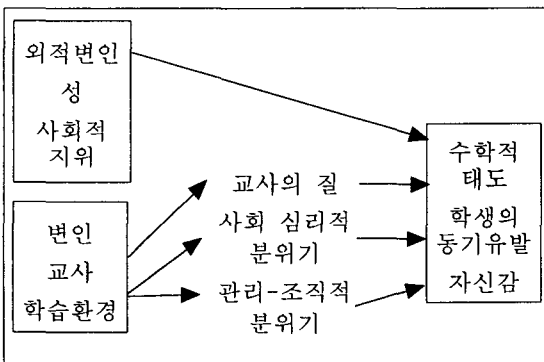 외적변인
성
사회적
지위
변인
교사
학습환경
교사의 질
사회 심리적
분위기
관리-조직적
분위기
수학적
태도
학생의
동기유발
자신감